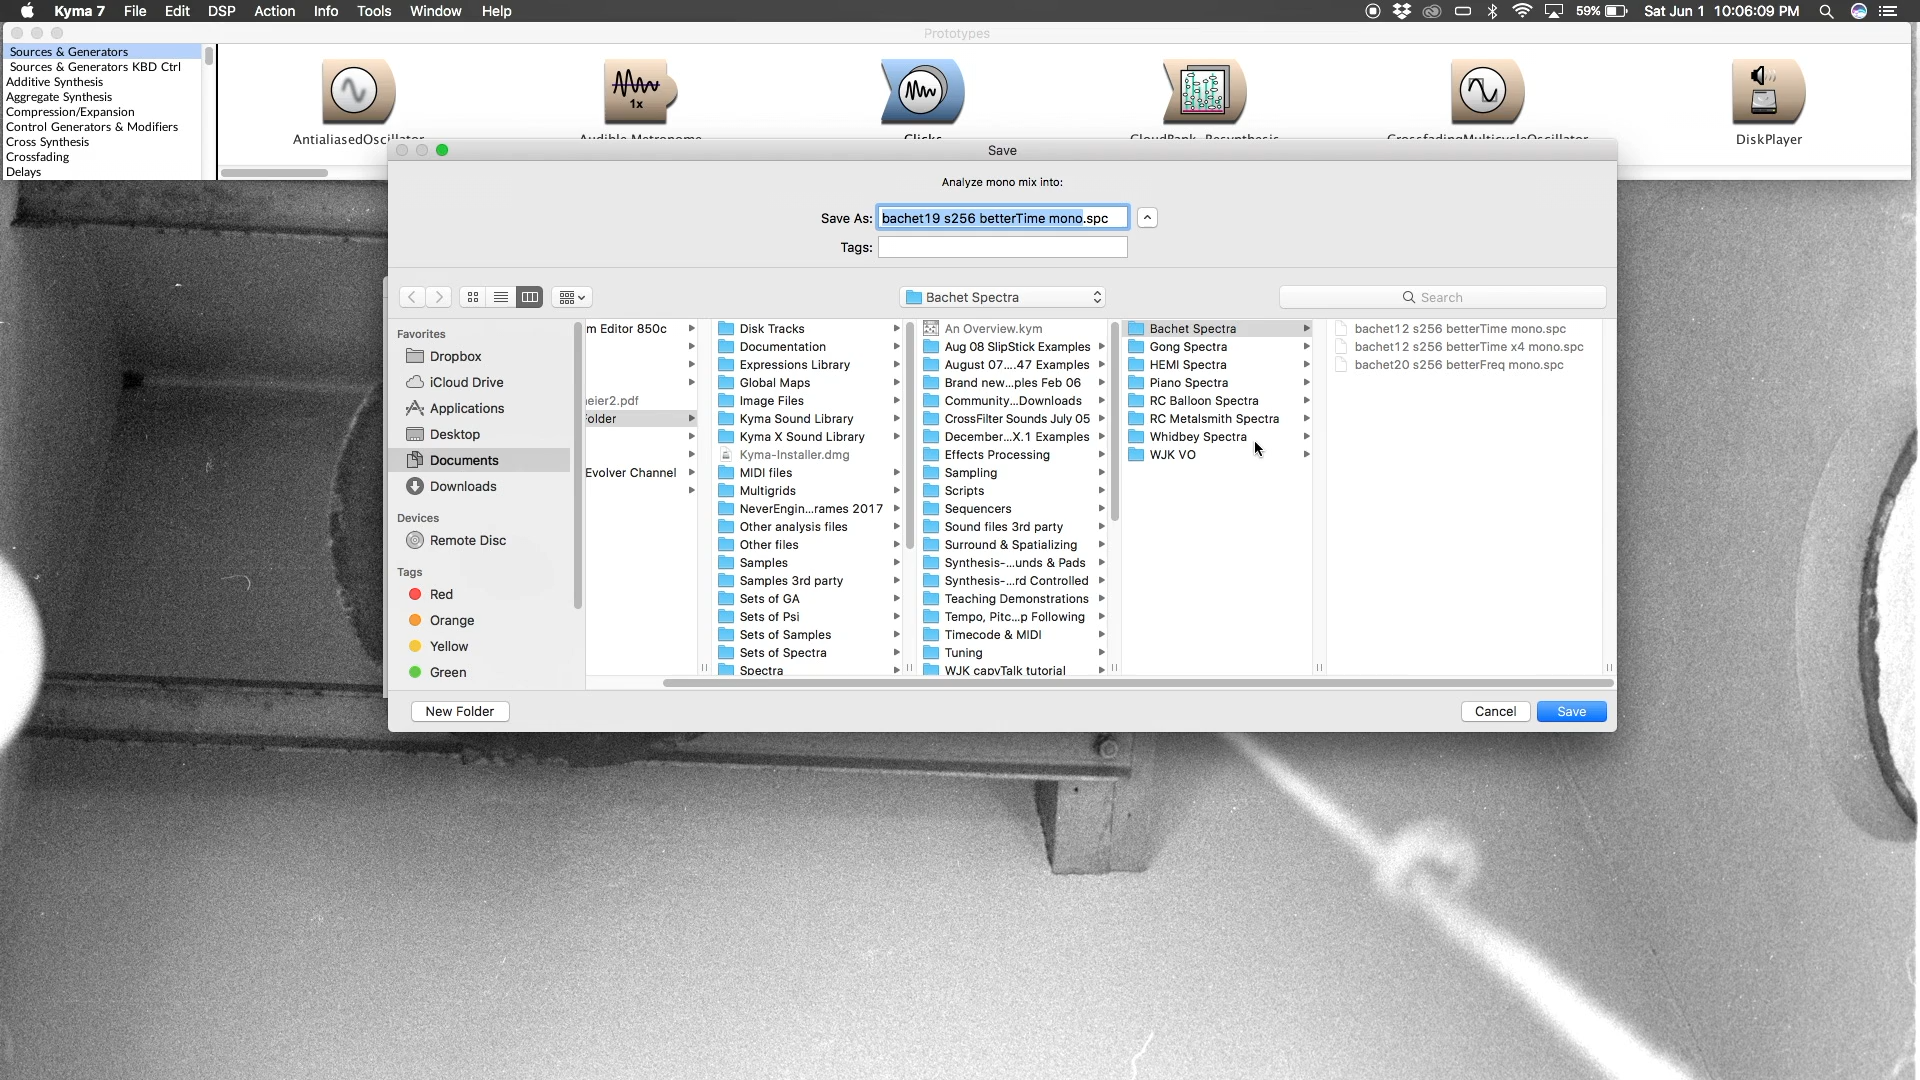 Kyma 7 File Edit DSP Action Info Tools Window Help
59% Sat Jun 1 10:06:09 PM
Prototypes
Sources & Generators
Sources & Generators KBD Ctrl
Additive Synthesis
Aggregate Synthesis
Compression/Expansion
Control Generators & Modifiers
Cross Synthesis
Crossfading
Delays
1x
DiskPlayer
Save
Analyze mono mix into:
Save As: bachet19 s256 betterTime mono.spc
Tags:
Bachet Spectra
Search
Favorites
Dropbox
iCloud Drive
Applications
Desktop
Documents
Downloads
Devices
Remote Disc
Tags
Red
Orange
Yellow
Green
m Editor 850c
eier2.pdf
Folder
Evolver Channel
Disk Tracks
Documentation
Expressions Library
Global Maps
Image Files
Kyma Sound Library
Kyma X Sound Library
Kyma-Installer.dmg
MIDI files
Multigrids
NeverEngin...rames 2017
Other analysis files
Other files
Samples
Samples 3rd party
Sets of GA
Sets of Psi
Sets of Samples
Sets of Spectra
Spectra
An Overview.kym
Aug 08 SlipStick Examples
August 07....47 Examples
Brand new...ples Feb 06
Community...Downloads
CrossFilter Sounds July 05
December...X.1 Examples
Effects Processing
Sampling
Scripts
Sequencers
Sound files 3rd party
Surround & Spatializing
Synthesis-...unds & Pads
Synthesis-...rd Controlled
Teaching Demonstrations
Tempo, Pitc...p Following
Timecode & MIDI
Tuning
WJK capyTalk tutorial
Bachet Spectra
Gong Spectra
HEMI Spectra
Piano Spectra
RC Balloon Spectra
RC Metalsmith Spectra
Whidbey Spectra
WJK VO
bachet12 s256 betterTime mono.spc
bachet12 s256 betterTime x4 mono.spc
bachet20 s256 betterFreq mono.spc
New Folder
Cancel
Save